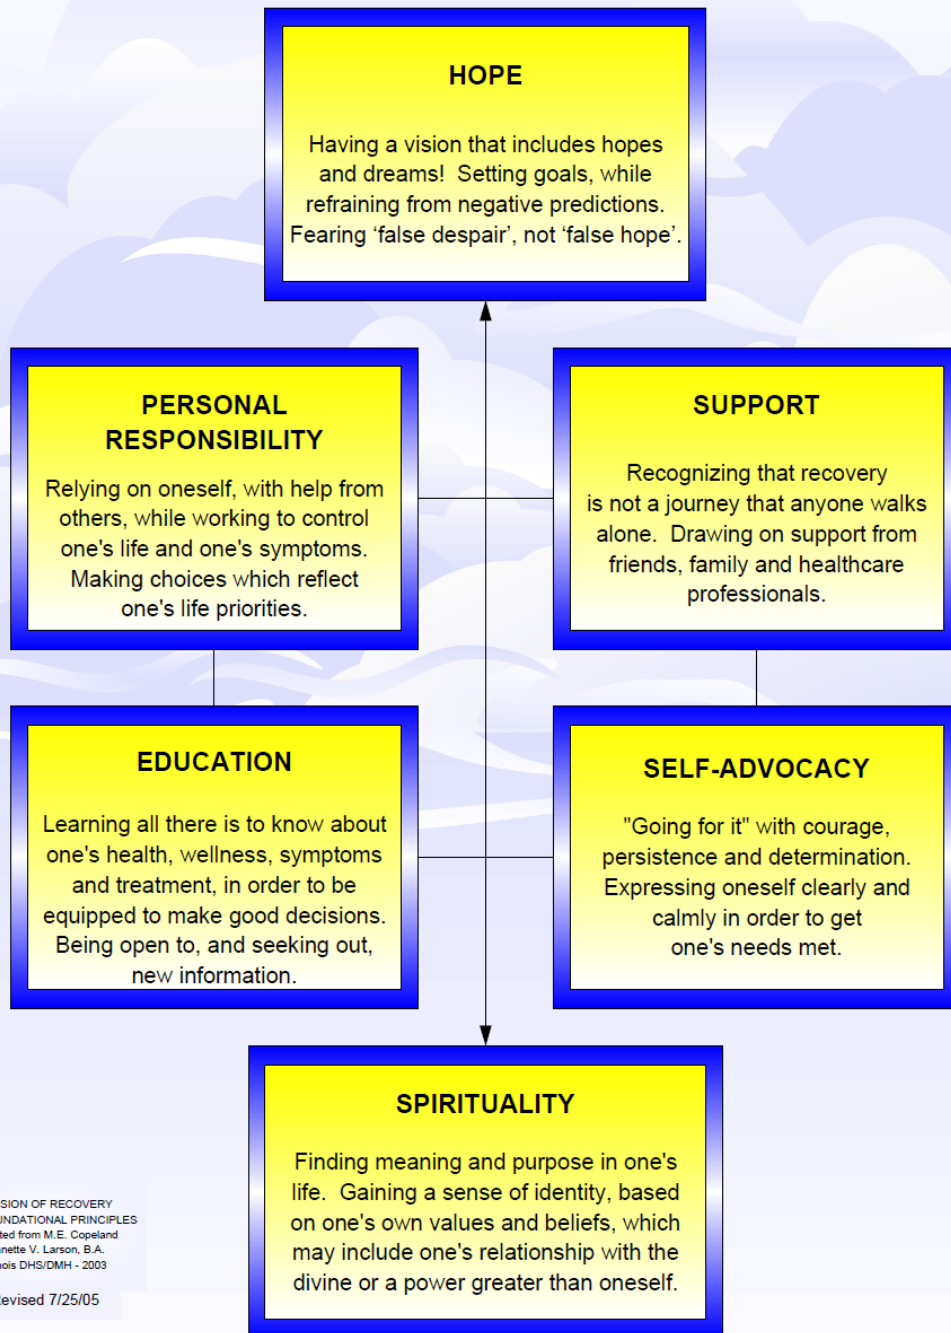 HOPE
Having a vision that includes hopes
and dreams! Setting goals, while
refraining from negative predictions.
Fearing ‘false despair’, not ‘false hope’.
PERSONAL
RESPONSIBILITY
Relying on oneself, with help from
others, while working to control
one's life and one's symptoms.
Making choices which reflect
one's life priorities.
SUPPORT
Recognizing that recovery
is not a journey that anyone walks
alone. Drawing on support from
friends, family and healthcare
professionals.
EDUCATION
Learning all there is to know about
one's health, wellness, symptoms
and treatment, in order to be
equipped to make good decisions.
Being open to, and seeking out,
new information.
SELF-ADVOCACY
"Going for it" with courage,
persistence and determination.
Expressing oneself clearly and
calmly in order to get
one's needs met.
SPIRITUALITY
Finding meaning and purpose in one's
life. Gaining a sense of identity, based
on one's own values and beliefs, which
may include one's relationship with the
divine or a power greater than oneself.
OF RECOVERY
PRINCIPLES
from M.E. Copeland
V. Larson, B.A.
DHS/DMH - 2003
7/25/05